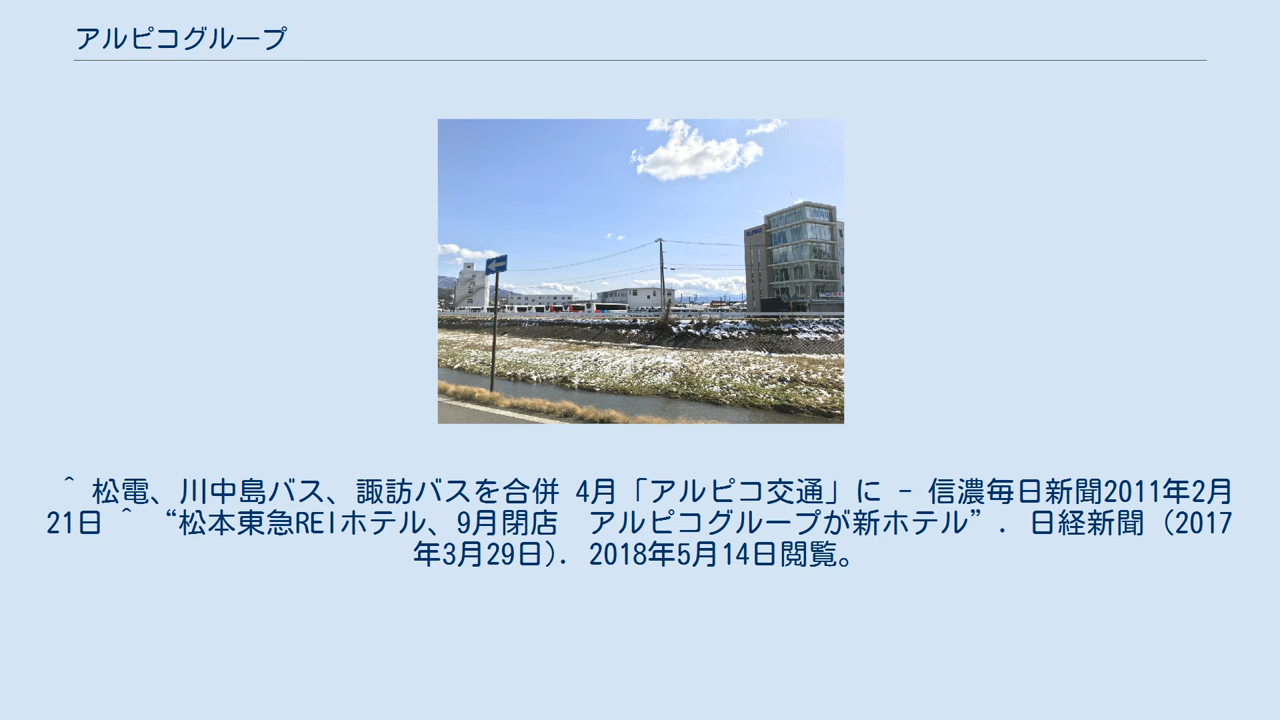 アルピコグループ
^ 松電、川中島バス、諏訪バスを合併 4月「アルピコ交通」に - 信濃毎日新聞2011年2月
21日 ^ “松本東急REIホテル、9月閉店　アルピコグループが新ホテル”. 日経新聞 (2017
年3月29日). 2018年5月14日閲覧。